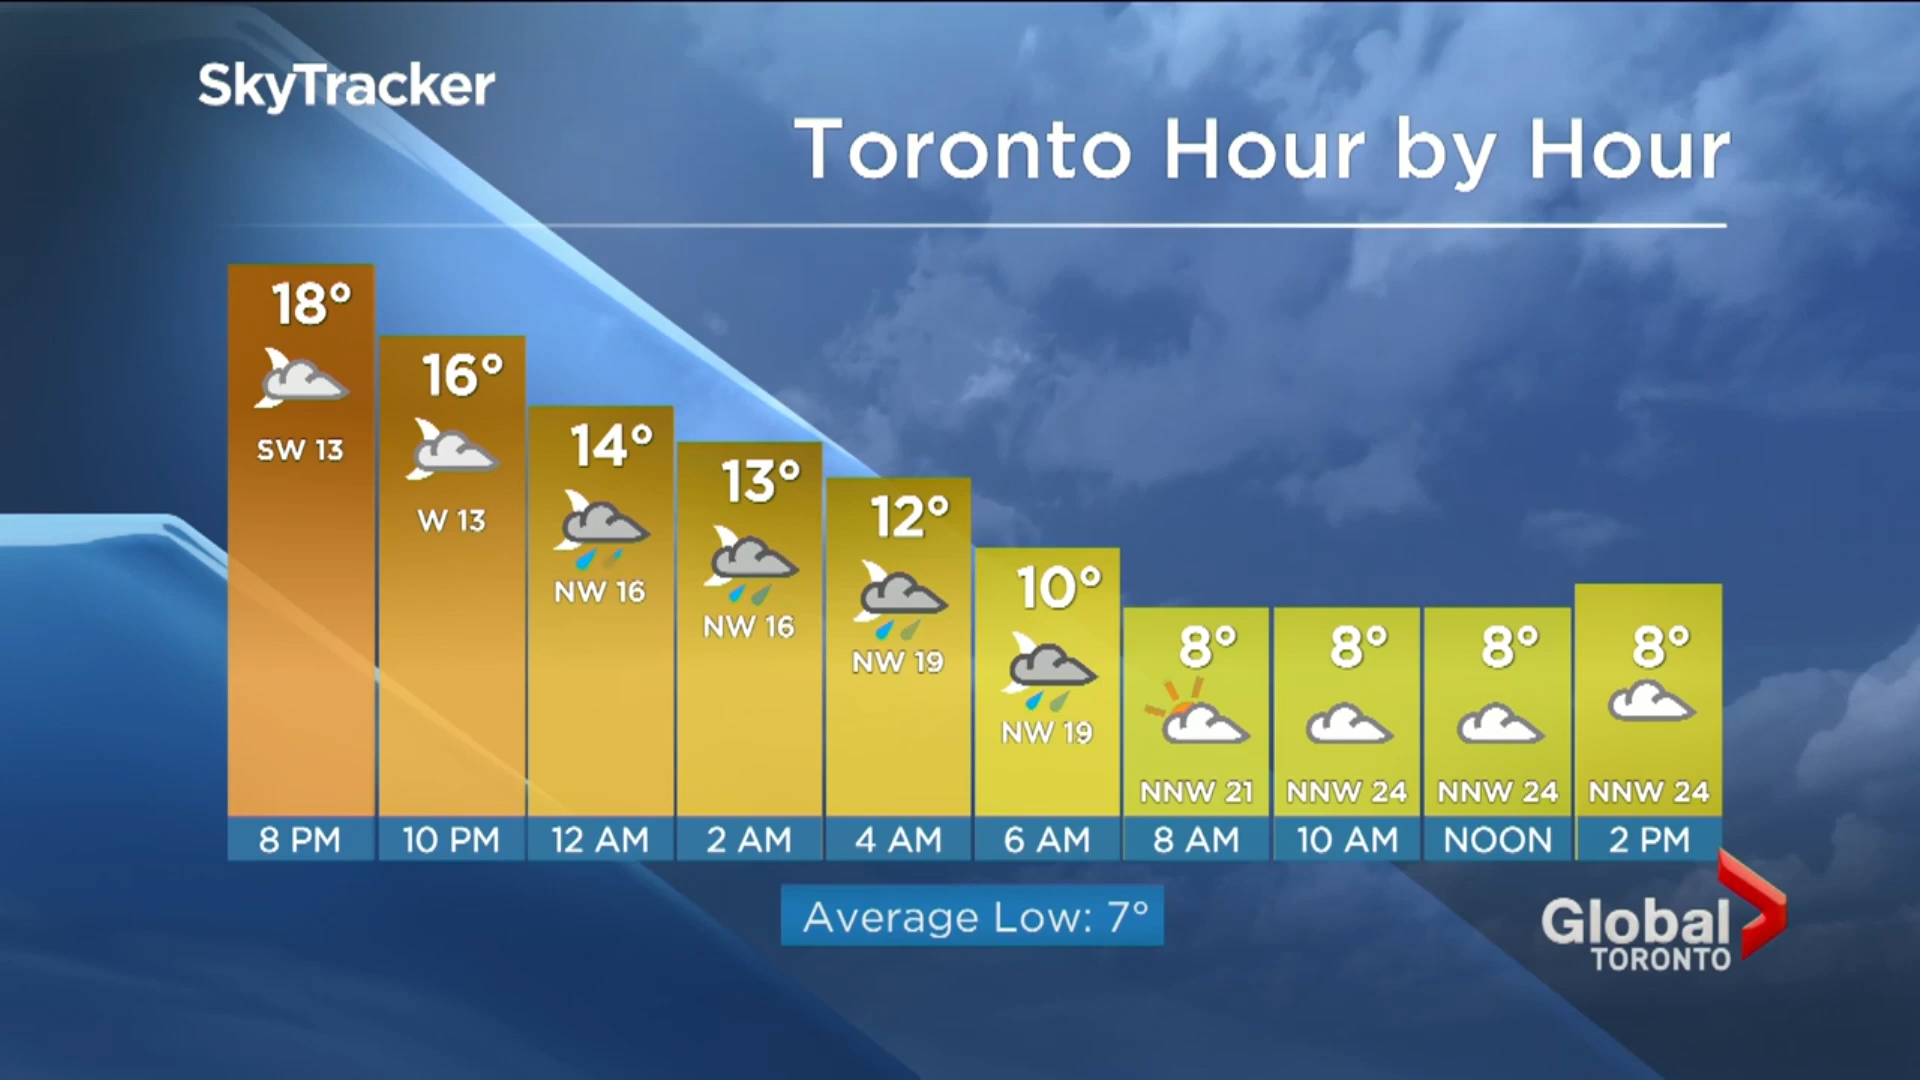 SkyTracker
Toronto Hour by Hour
18° 16° 14° 13° 12° 10° 8° 8° 8° 8°
SW 13 W 13 NW 16 NW 16 NW 19 NW 19 NNW 21 NNW 24 NNW 24 NNW 24
8 PM 10 PM 12 AM 2 AM 4 AM 6 AM 8 AM 10 AM NOON 2 PM
Average Low: 7°
Global
TORONTO